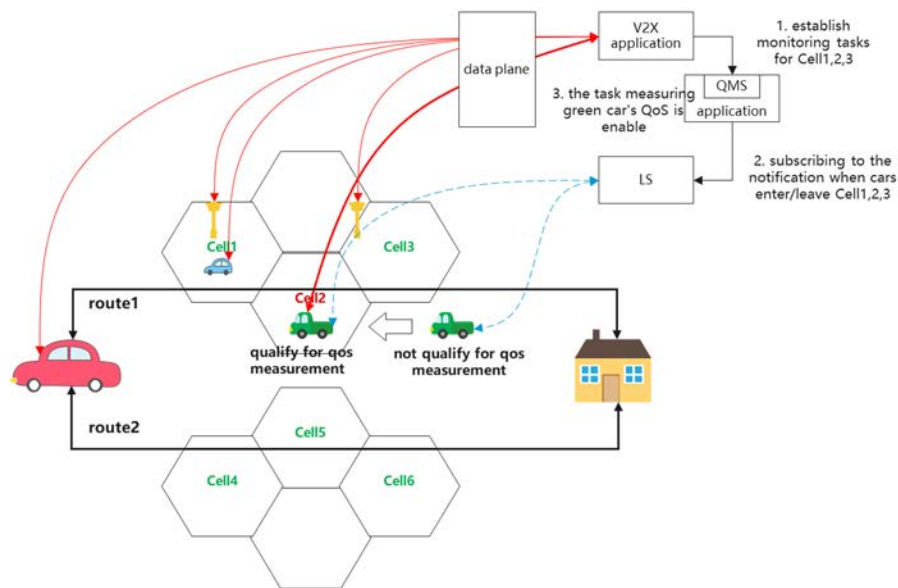 V2X
application
1. establish
monitoring tasks
for Cell1,2,3
data plane
QMS
application
3. the task measuring
green car's QoS is
enable
2. subscribing to the
notification when cars
enter/leave Cell1,2,3
LS
Cell1
Cell3
Cell2
route1
qualify for qos
measurement
not qualify for qos
measurement
route2
Cell5
Cell4
Cell6